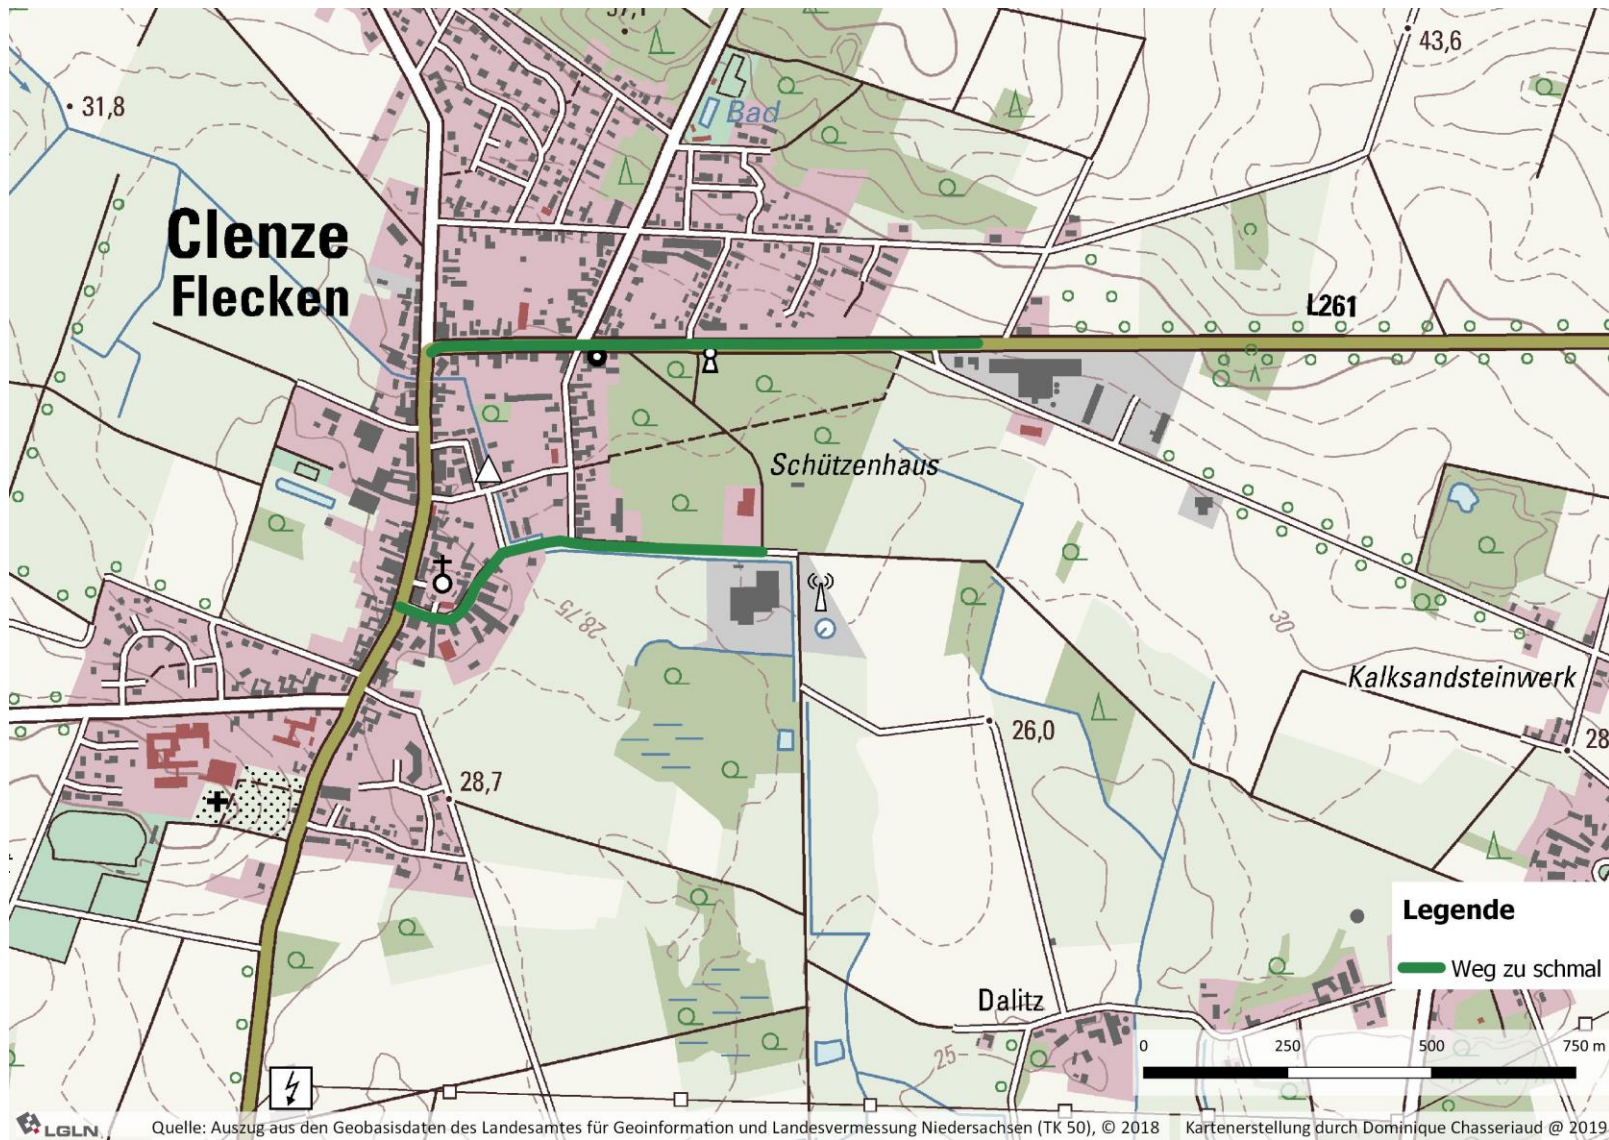 37,1
43,6
31,8
Bad
Clenze
Flecken
L261
Schützenhaus
28,75
30
Kalksandsteinwerk
26,0
28
28,7
Legende
Weg zu schmal
Dalitz
25
0 250 500 750 m
LGLN
Quelle: Auszug aus den Geobasisdaten des Landesamtes für Geoinformation und Landesvermessung Niedersachsen (TK 50), © 2018 Kartenerstellung durch Dominique Chasseriaud @ 2019